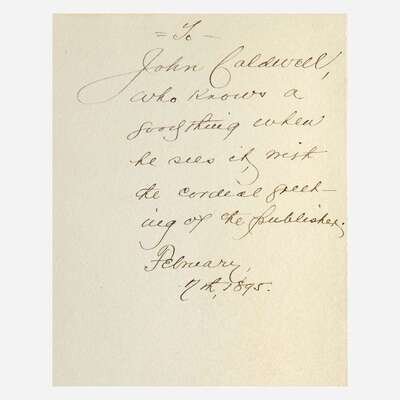 = To =
John Caldwell,
who knows a
good thing when
he sees it, with
the cordial greet-
ing of the publisher,
February,
7th, 1895.